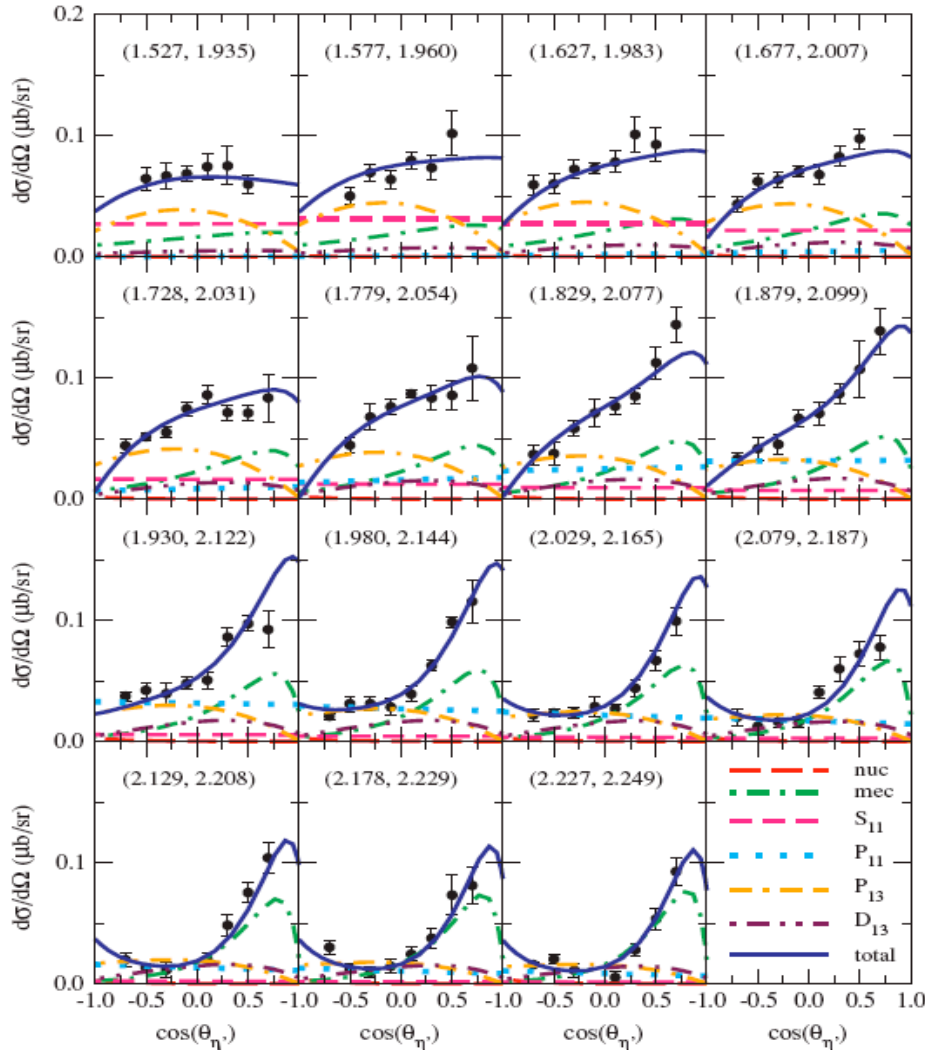 0.2
(1.527, 1.935) (1.577, 1.960) (1.627, 1.983) (1.677, 2.007)
dσ/dΩ (μb/sr)
0.1
0.0
(1.728, 2.031) (1.779, 2.054) (1.829, 2.077) (1.879, 2.099)
dσ/dΩ (μb/sr)
0.1
0.0
(1.930, 2.122) (1.980, 2.144) (2.029, 2.165) (2.079, 2.187)
dσ/dΩ (μb/sr)
0.1
0.0
(2.129, 2.208) (2.178, 2.229) (2.227, 2.249)
dσ/dΩ (μb/sr)
0.1
0.0
nuc
mec
S11
P11
P13
D13
total
-1.0 -0.5 0.0 0.5 -1 -0.5 0.0 0.5 -1 -0.5 0.0 0.5 -1 -0.5 0.0 0.5 1.0
cos(θη') cos(θη') cos(θη') cos(θη')